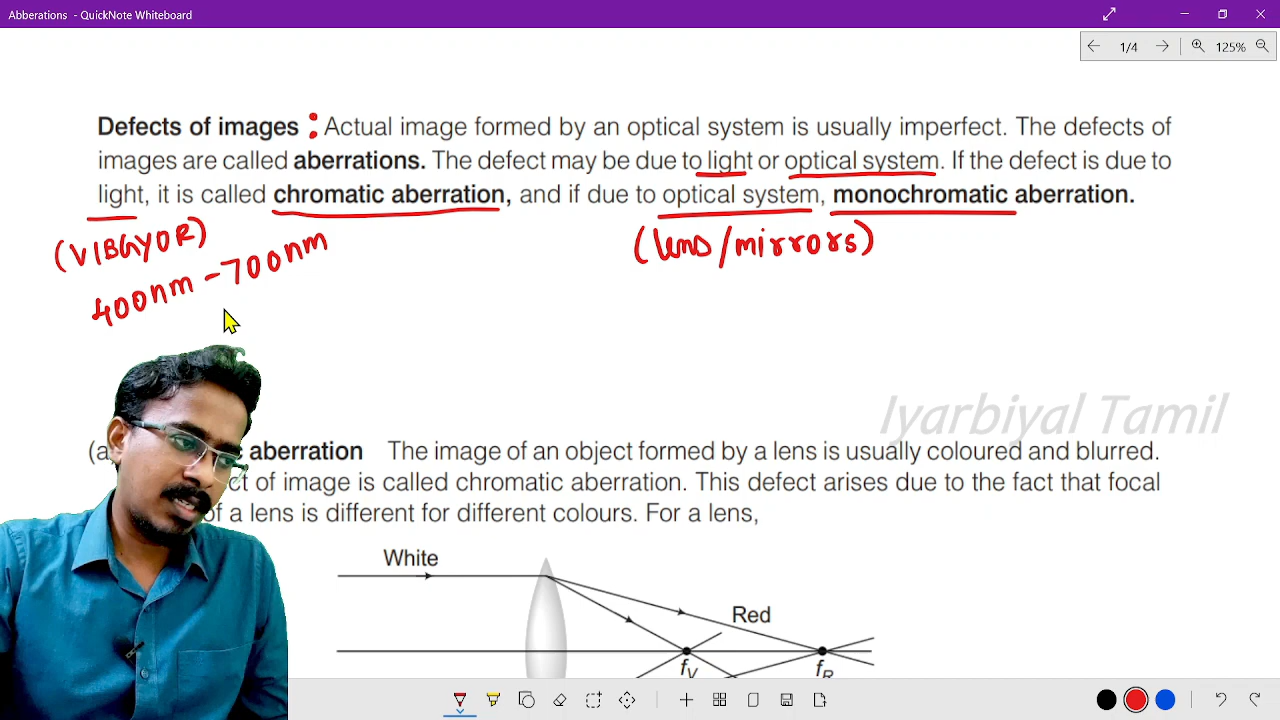 Abberations - QuickNote Whiteboard
1/4
125%
Defects of images : Actual image formed by an optical system is usually imperfect. The defects of
images are called aberrations. The defect may be due to light or optical system. If the defect is due to
light, it is called chromatic aberration, and if due to optical system, monochromatic aberration.
(VIBGYOR)
400nm - 700nm
(lens/mirrors)
Iyarbiyal Tamil
(a aberration The image of an object formed by a lens is usually coloured and blurred.
ct of image is called chromatic aberration. This defect arises due to the fact that focal
of a lens is different for different colours. For a lens,
White
Red
fV
fR